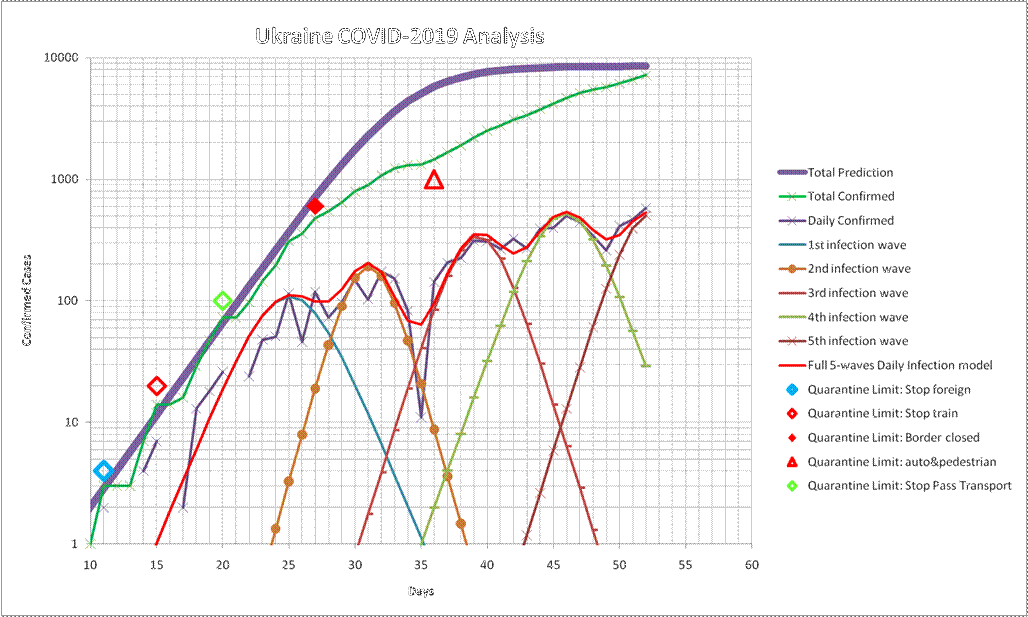 Ukraine COVID-2019 Analysis
Confirmed Cases
10000
1000
100
10
1
10 15 20 25 30 35 40 45 50 55 60
Days
Total Prediction
Total Confirmed
Daily Confirmed
1st infection wave
2nd infection wave
3rd infection wave
4th infection wave
5th infection wave
Full 5-waves Daily Infection model
Quarantine Limit: Stop foreign
Quarantine Limit: Stop train
Quarantine Limit: Border closed
Quarantine Limit: auto&pedestrian
Quarantine Limit: Stop Pass Transport